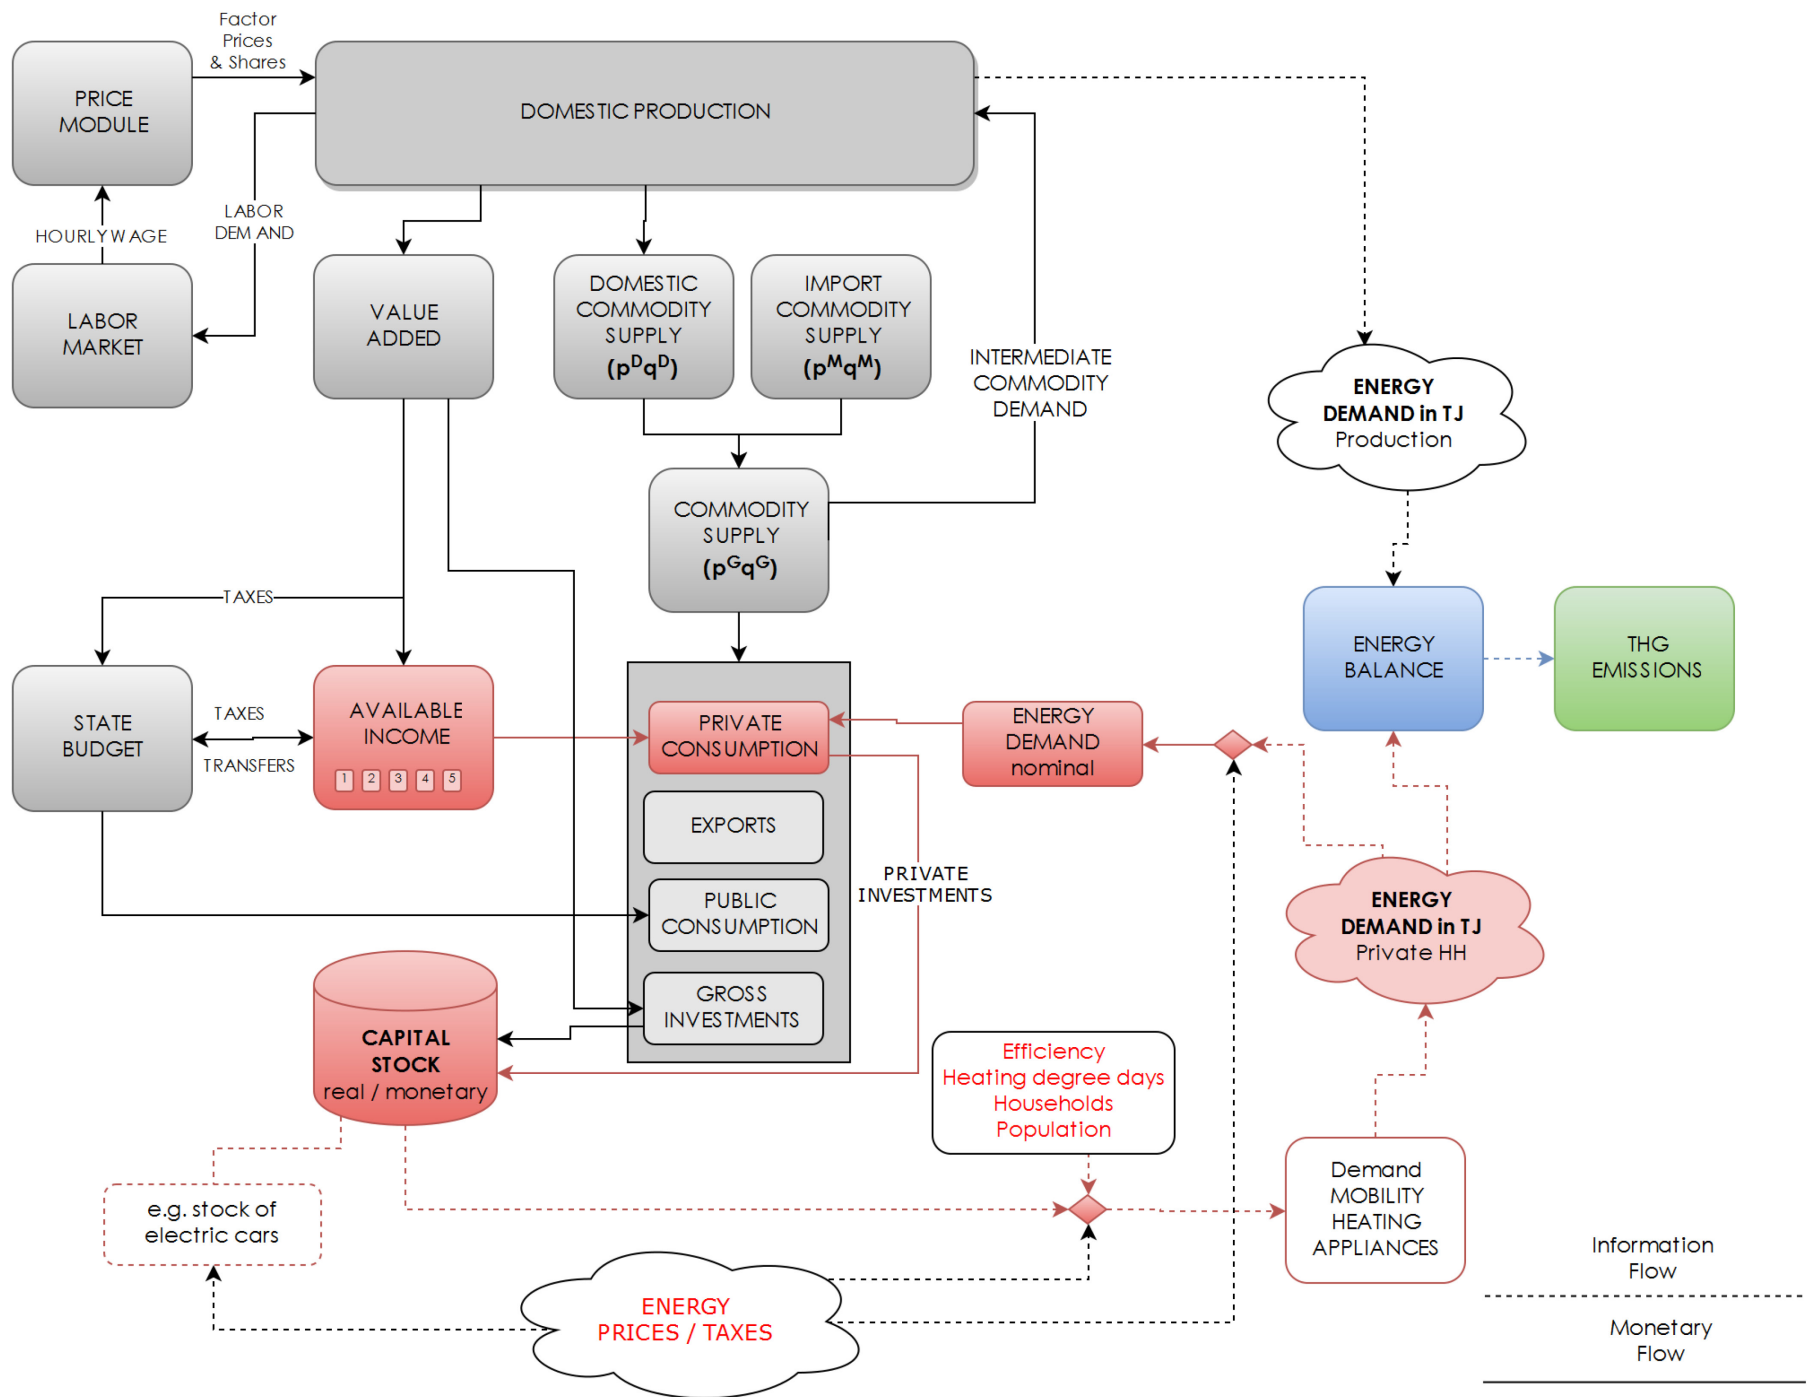 Factor
Prices
& Shares
PRICE
MODULE
DOMESTIC PRODUCTION
HOURLY WAGE
LABOR
DEMAND
LABOR
MARKET
VALUE
ADDED
DOMESTIC
COMMODITY
SUPPLY
(pᴰqᴰ)
IMPORT
COMMODITY
SUPPLY
(pᴹqᴹ)
INTERMEDIATE
COMMODITY
DEMAND
ENERGY
DEMAND in TJ
Production
COMMODITY
SUPPLY
(pᴳqᴳ)
TAXES
STATE
BUDGET
TAXES
TRANSFERS
AVAILABLE
INCOME
1 2 3 4 5
PRIVATE
CONSUMPTION
ENERGY
DEMAND
nominal
ENERGY
BALANCE
THG
EMISSIONS
EXPORTS
PUBLIC
CONSUMPTION
GROSS
INVESTMENTS
PRIVATE
INVESTMENTS
ENERGY
DEMAND in TJ
Private HH
CAPITAL
STOCK
real / monetary
Efficiency
Heating degree days
Households
Population
e.g. stock of
electric cars
Demand
MOBILITY
HEATING
APPLIANCES
ENERGY
PRICES / TAXES
Information
Flow
Monetary
Flow